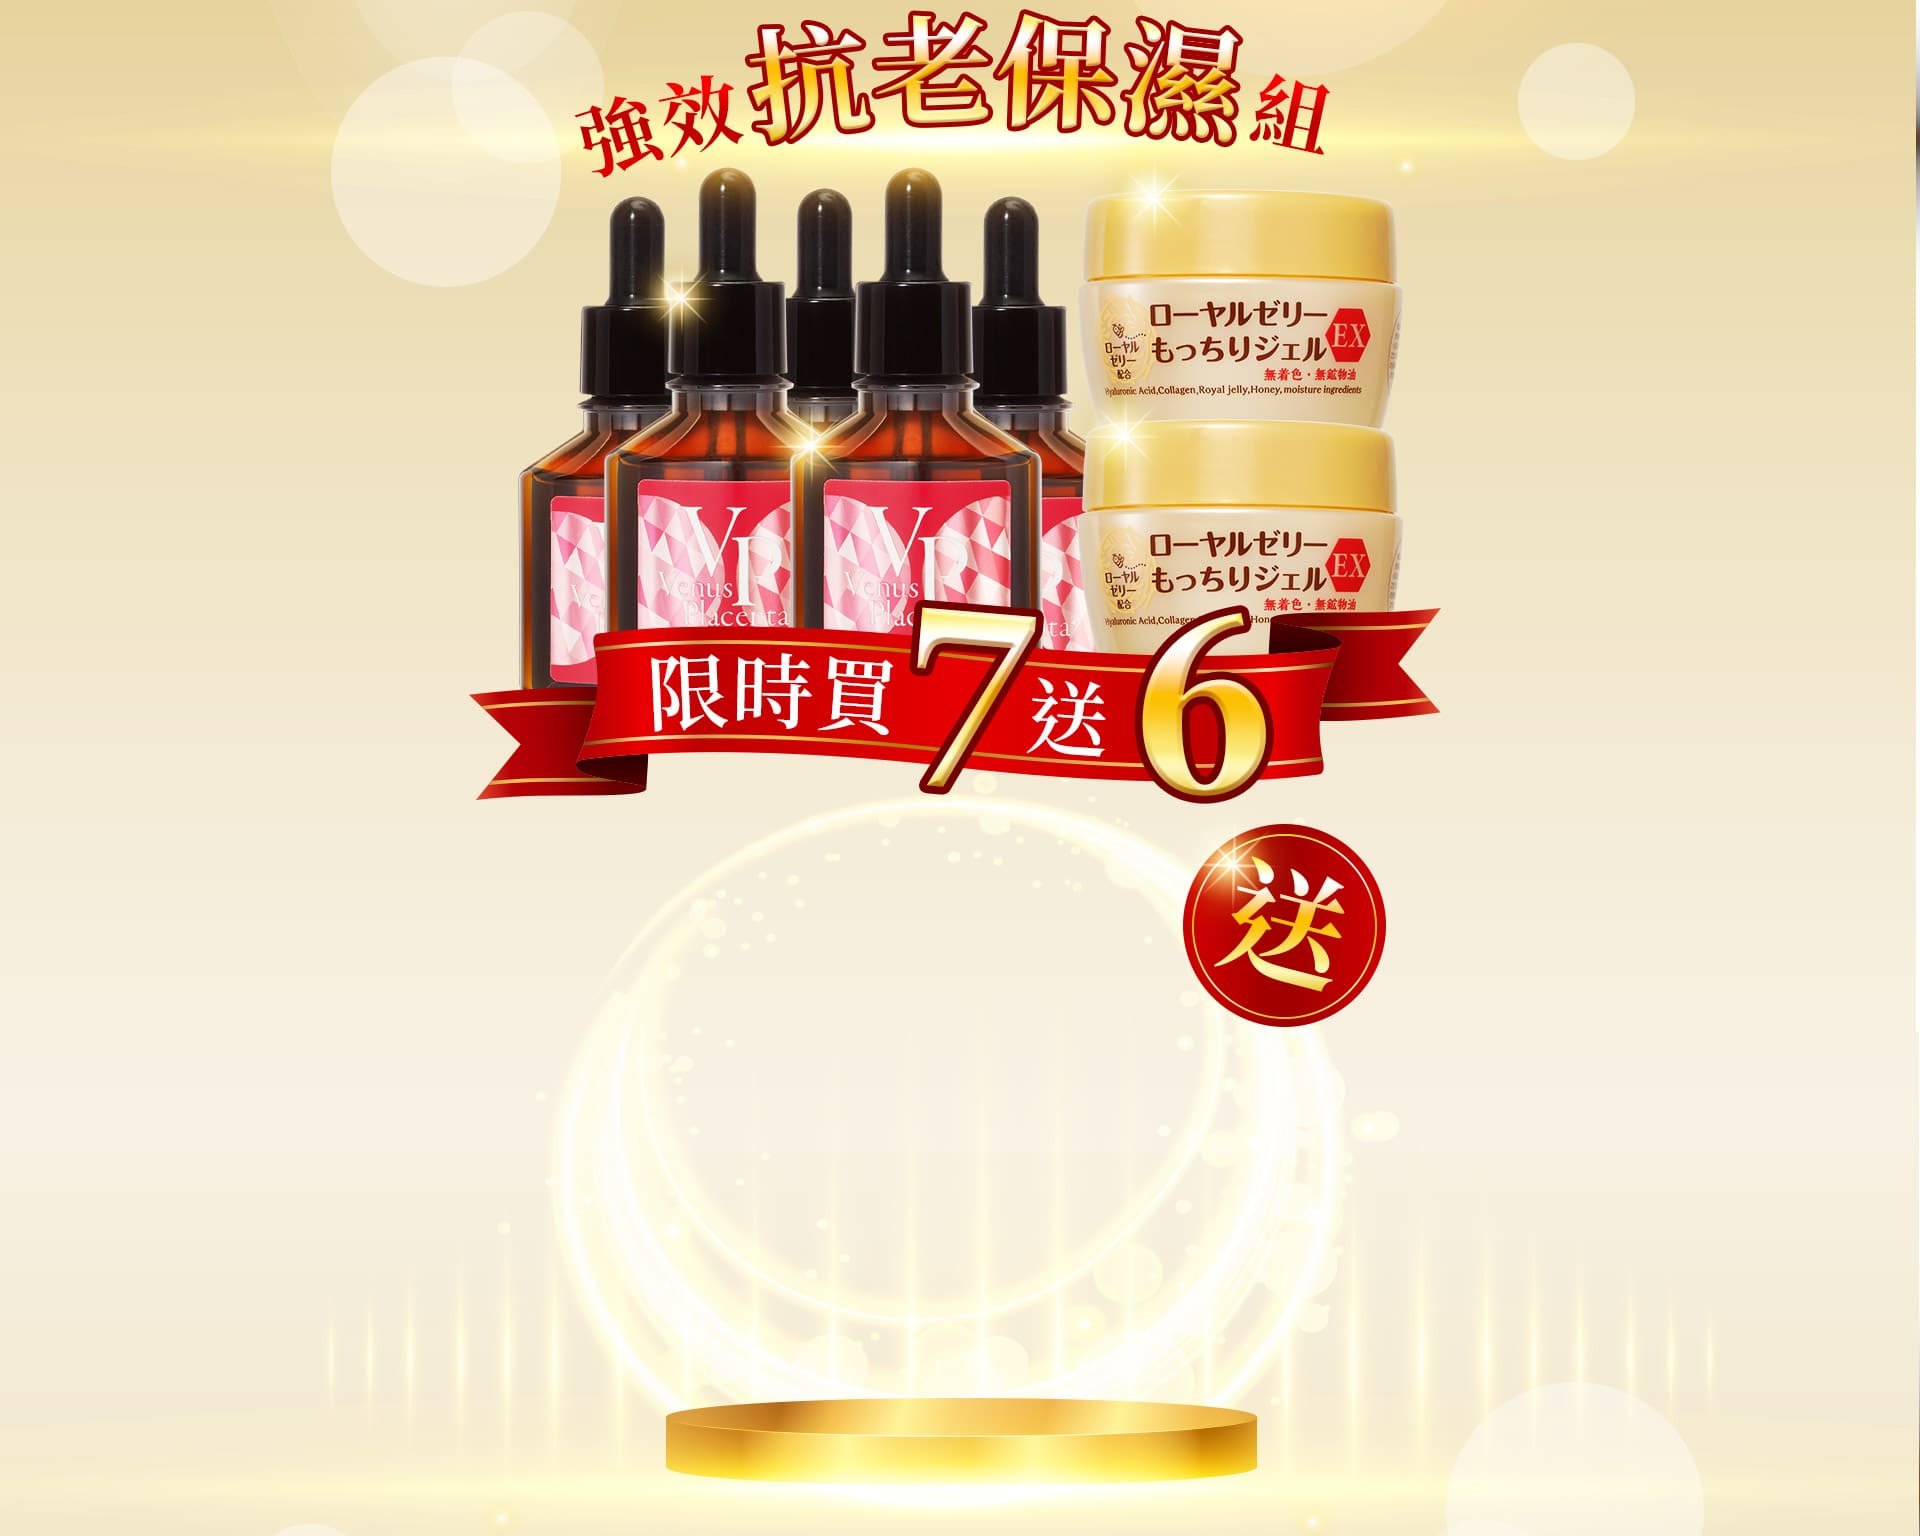 強效抗老保濕組
ローヤルゼリー
もっちりジェル
EX
ローヤル
ゼリー
配合
無着色・無鉱物油
Hyaluronic Acid,Collagen,Royal jelly,Honey,moisture ingredients
ローヤルゼリー
もっちりジェル
EX
ローヤル
ゼリー
配合
無着色・無鉱物油
Hyaluronic Acid,Collagen
VP
Venus
Placenta
VP
Venus
限時買7送6
送